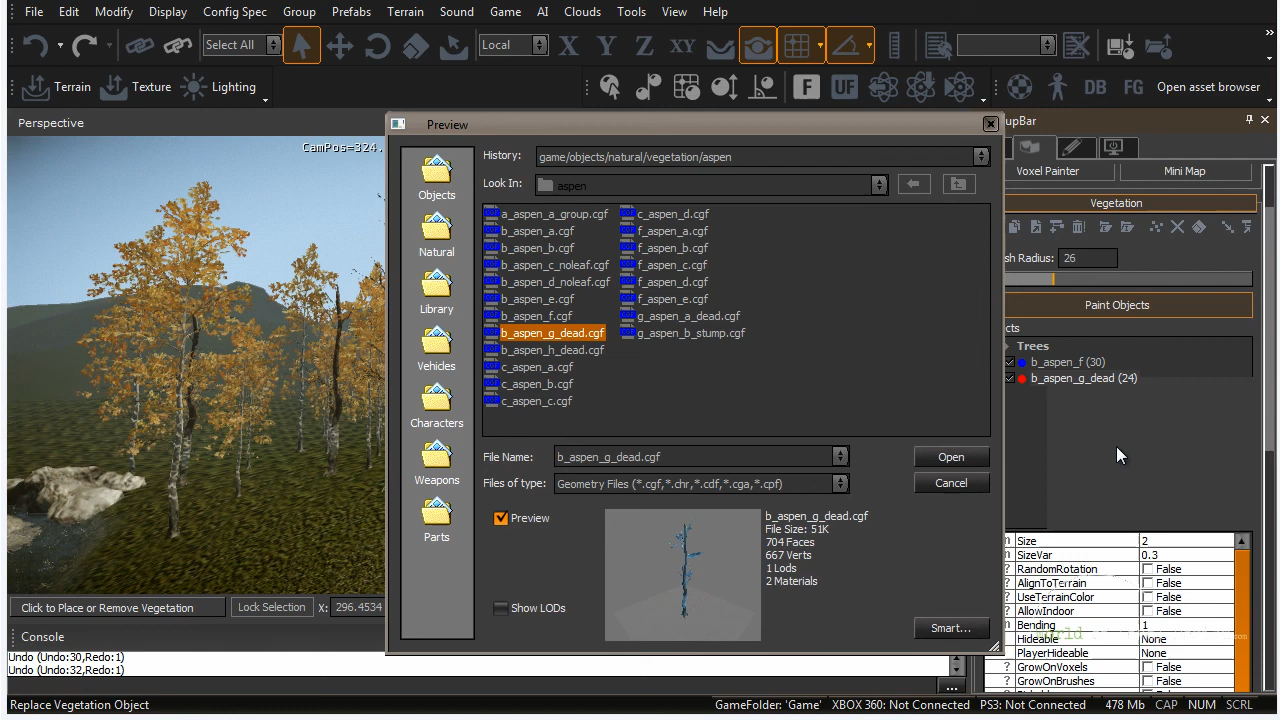 File Edit Modify Display Config Spec Group Prefabs Terrain Sound Game AI Clouds Tools View Help
Select All Local X Y Z XY
Terrain Texture Lighting F UF DB FG Open asset browser
Perspective
CamPos=324.
Preview
upBar
Voxel Painter Mini Map
Vegetation
sh Radius: 26
Paint Objects
cts
Trees
b_aspen_f (30)
b_aspen_g_dead (24)
History: game/objects/natural/vegetation/aspen
Look In: aspen
Objects
Natural
Library
Vehicles
Characters
Weapons
Parts
a_aspen_a_group.cgf
b_aspen_a.cgf
b_aspen_b.cgf
b_aspen_c_noleaf.cgf
b_aspen_d_noleaf.cgf
b_aspen_e.cgf
b_aspen_f.cgf
b_aspen_g_dead.cgf
b_aspen_h_dead.cgf
c_aspen_a.cgf
c_aspen_b.cgf
c_aspen_c.cgf
c_aspen_d.cgf
f_aspen_a.cgf
f_aspen_b.cgf
f_aspen_c.cgf
f_aspen_d.cgf
f_aspen_e.cgf
g_aspen_a_dead.cgf
g_aspen_b_stump.cgf
File Name: b_aspen_g_dead.cgf Open
Files of type: Geometry Files (*.cgf,*.chr,*.cdf,*.cga,*.cpf) Cancel
Preview
Show LODs
b_aspen_g_dead.cgf
File Size: 51K
704 Faces
667 Verts
1 Lods
2 Materials
Smart...
Size 2
SizeVar 0.3
RandomRotation False
AlignToTerrain False
UseTerrainColor False
AllowIndoor False
Bending 1
Hideable None
PlayerHideable None
GrowOnVoxels False
GrowOnBrushes False
Click to Place or Remove Vegetation Lock Selection X: 296.4534
Console
Undo (Undo:30,Redo:1)
Undo (Undo:32,Redo:1)
Replace Vegetation Object GameFolder: 'Game' XBOX 360: Not Connected PS3: Not Connected 478 Mb CAP NUM SCRL